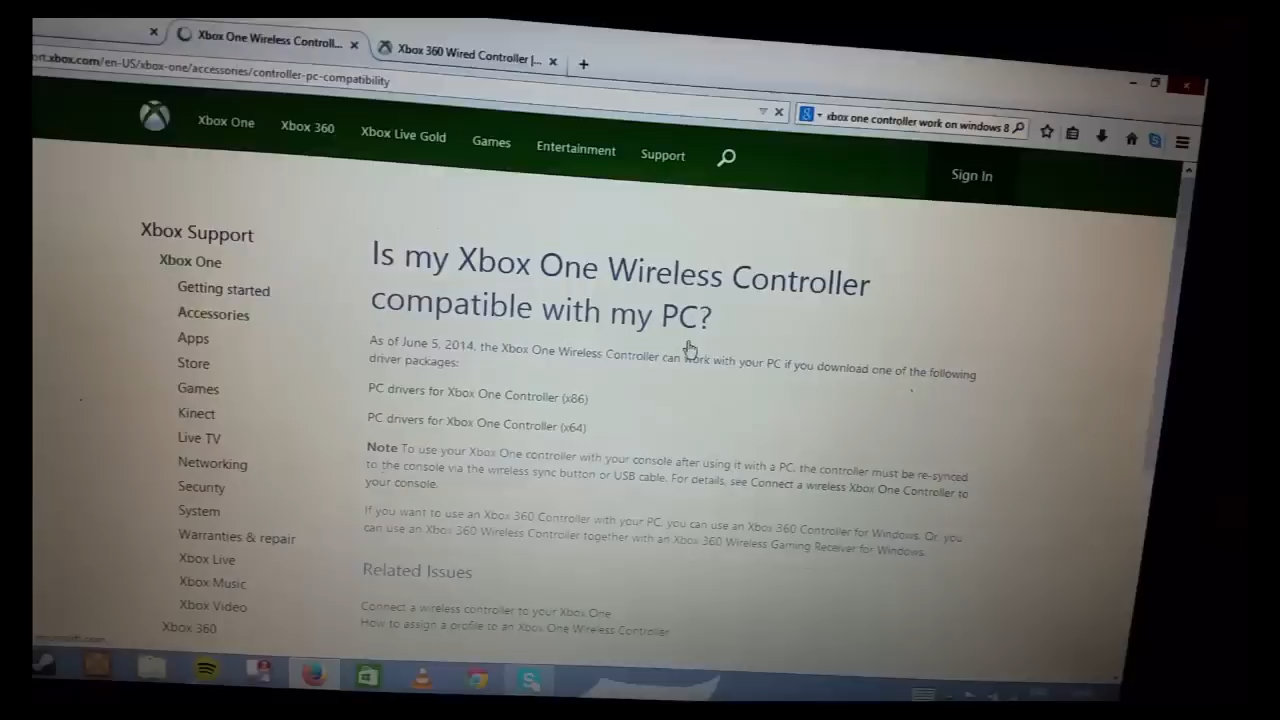 Xbox One Wireless Controll...
Xbox 360 Wired Controller |...
xbox.com/en-US/xbox-one/accessories/controller-pc-compatibility
xbox one controller work on windows 8
Xbox One
Xbox 360
Xbox Live Gold
Games
Entertainment
Support
Sign In
Xbox Support
Xbox One
Getting started
Accessories
Apps
Store
Games
Kinect
Live TV
Networking
Security
System
Warranties & repair
Xbox Live
Xbox Music
Xbox Video
Xbox 360
Is my Xbox One Wireless Controller
compatible with my PC?
As of June 5, 2014, the Xbox One Wireless Controller can work with your PC if you download one of the following
driver packages:
PC drivers for Xbox One Controller (x86)
PC drivers for Xbox One Controller (x64)
Note To use your Xbox One controller with your console after using it with a PC, the controller must be re-synced
to the console via the wireless sync button or USB cable. For details, see Connect a wireless Xbox One Controller to
your console.
If you want to use an Xbox 360 Controller with your PC, you can use an Xbox 360 Controller for Windows. Or, you
can use an Xbox 360 Wireless Controller together with an Xbox 360 Wireless Gaming Receiver for Windows.
Related Issues
Connect a wireless controller to your Xbox One
How to assign a profile to an Xbox One Wireless Controller